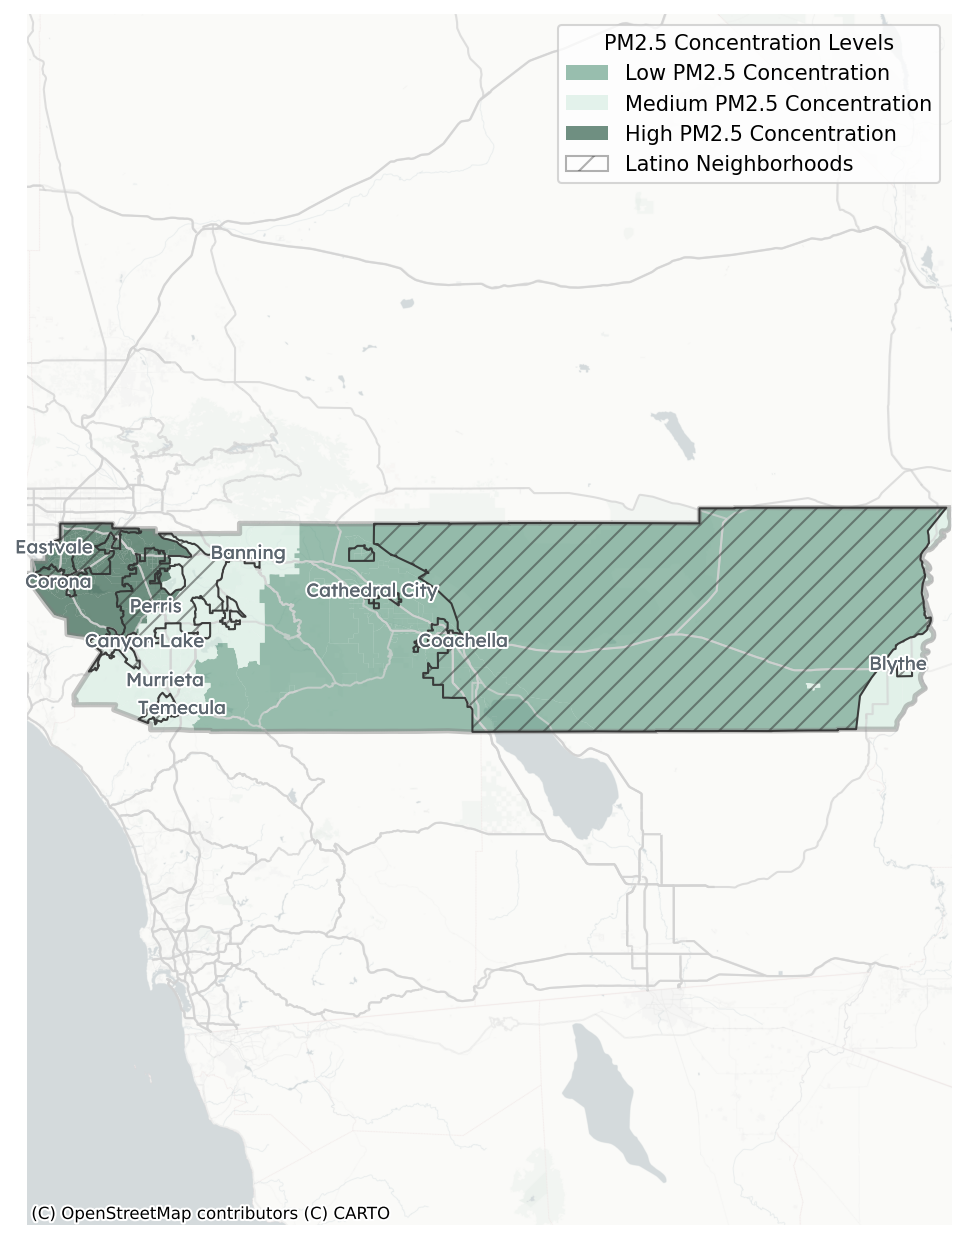 PM2.5 Concentration Levels
Low PM2.5 Concentration
Medium PM2.5 Concentration
High PM2.5 Concentration
Latino Neighborhoods
Eastvale
Banning
Corona
Cathedral City
Perris
Canyon Lake
Coachella
Blythe
Murrieta
Temecula
(C) OpenStreetMap contributors (C) CARTO